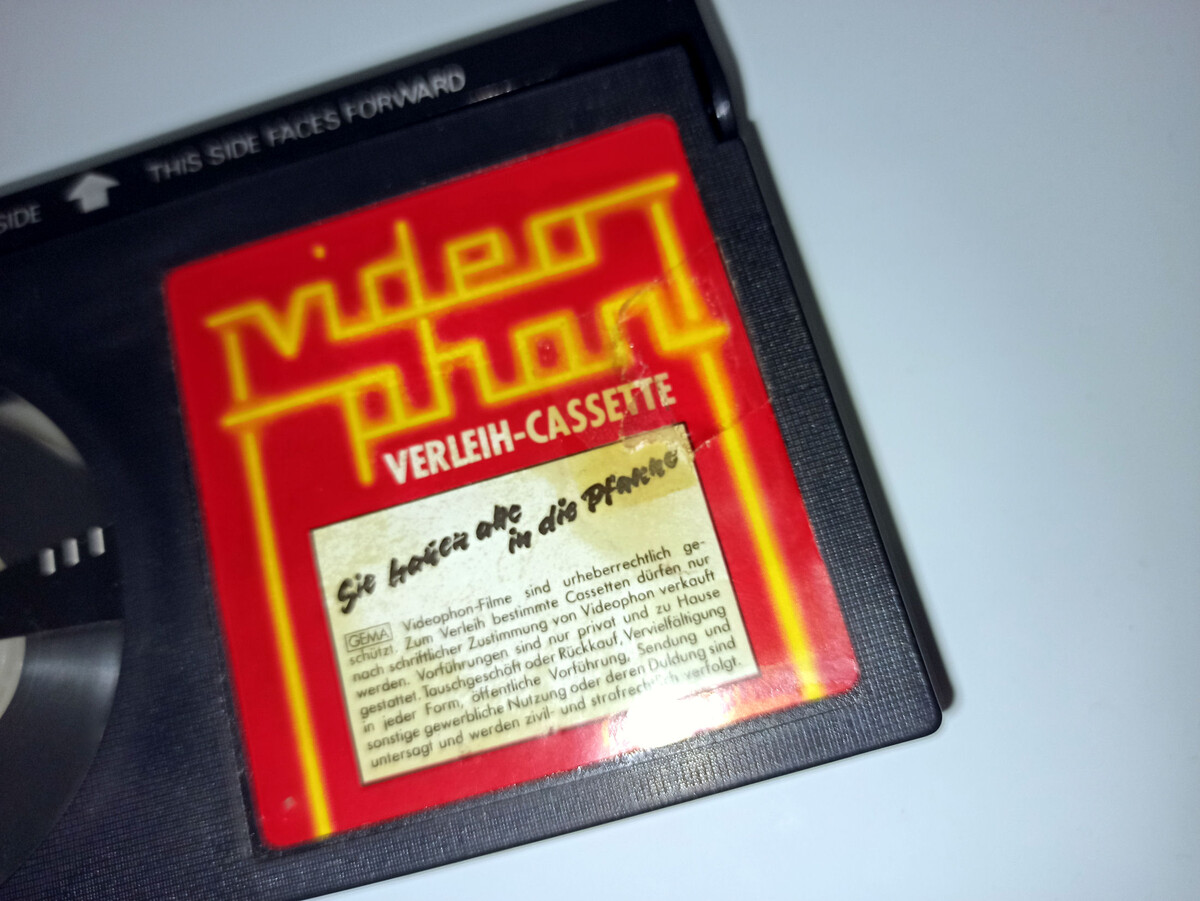 SIDE
THIS SIDE FACES FORWARD
video
phon
VERLEIH-CASSETTE
Sie hauen alle
in die Pfanne
GEMA Videophon-Filme sind urheberrechtlich ge-
schützt. Zum Verleih bestimmte Cassetten dürfen nur
nach schriftlicher Zustimmung von Videophon verkauft
werden. Vorführungen sind nur privat und zu Hause
gestattet. Tauschgeschäft oder Rückkauf, Vervielfältigung
in jeder Form, öffentliche Vorführung, Sendung und
sonstige gewerbliche Nutzung oder deren Duldung sind
untersagt und werden zivil- und strafrechtlich verfolgt.